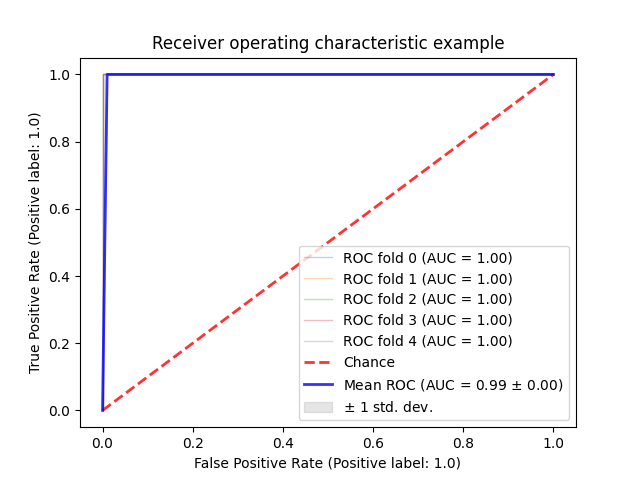 Receiver operating characteristic example
True Positive Rate (Positive label: 1.0)
1.0
0.8
0.6
0.4
0.2
0.0
ROC fold 0 (AUC = 1.00)
ROC fold 1 (AUC = 1.00)
ROC fold 2 (AUC = 1.00)
ROC fold 3 (AUC = 1.00)
ROC fold 4 (AUC = 1.00)
Chance
Mean ROC (AUC = 0.99 ± 0.00)
± 1 std. dev.
0.0 0.2 0.4 0.6 0.8 1.0
False Positive Rate (Positive label: 1.0)